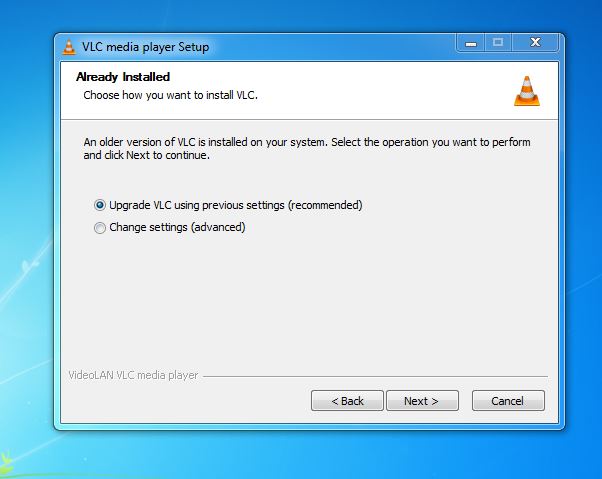 VLC media player Setup
Already Installed
Choose how you want to install VLC.
An older version of VLC is installed on your system. Select the operation you want to perform
and click Next to continue.
Upgrade VLC using previous settings (recommended)
Change settings (advanced)
VideoLAN VLC media player
< Back Next > Cancel